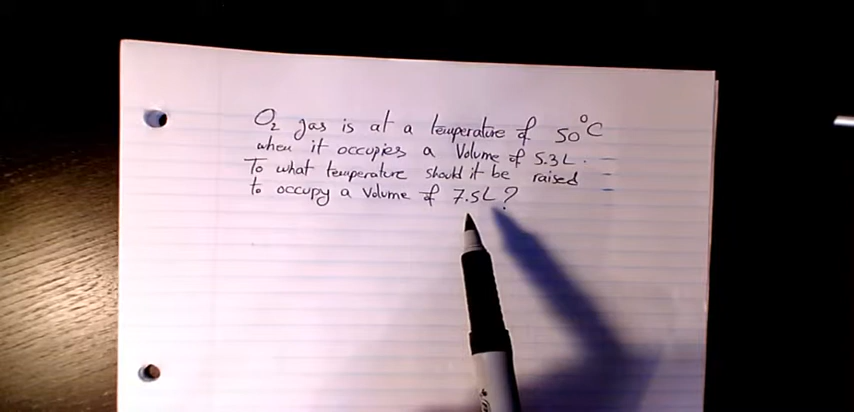 O₂ gas is at a temperature of 50°C
when it occupies a Volume of 5.3L.
To what temperature should it be raised
to occupy a Volume of 7.5L?